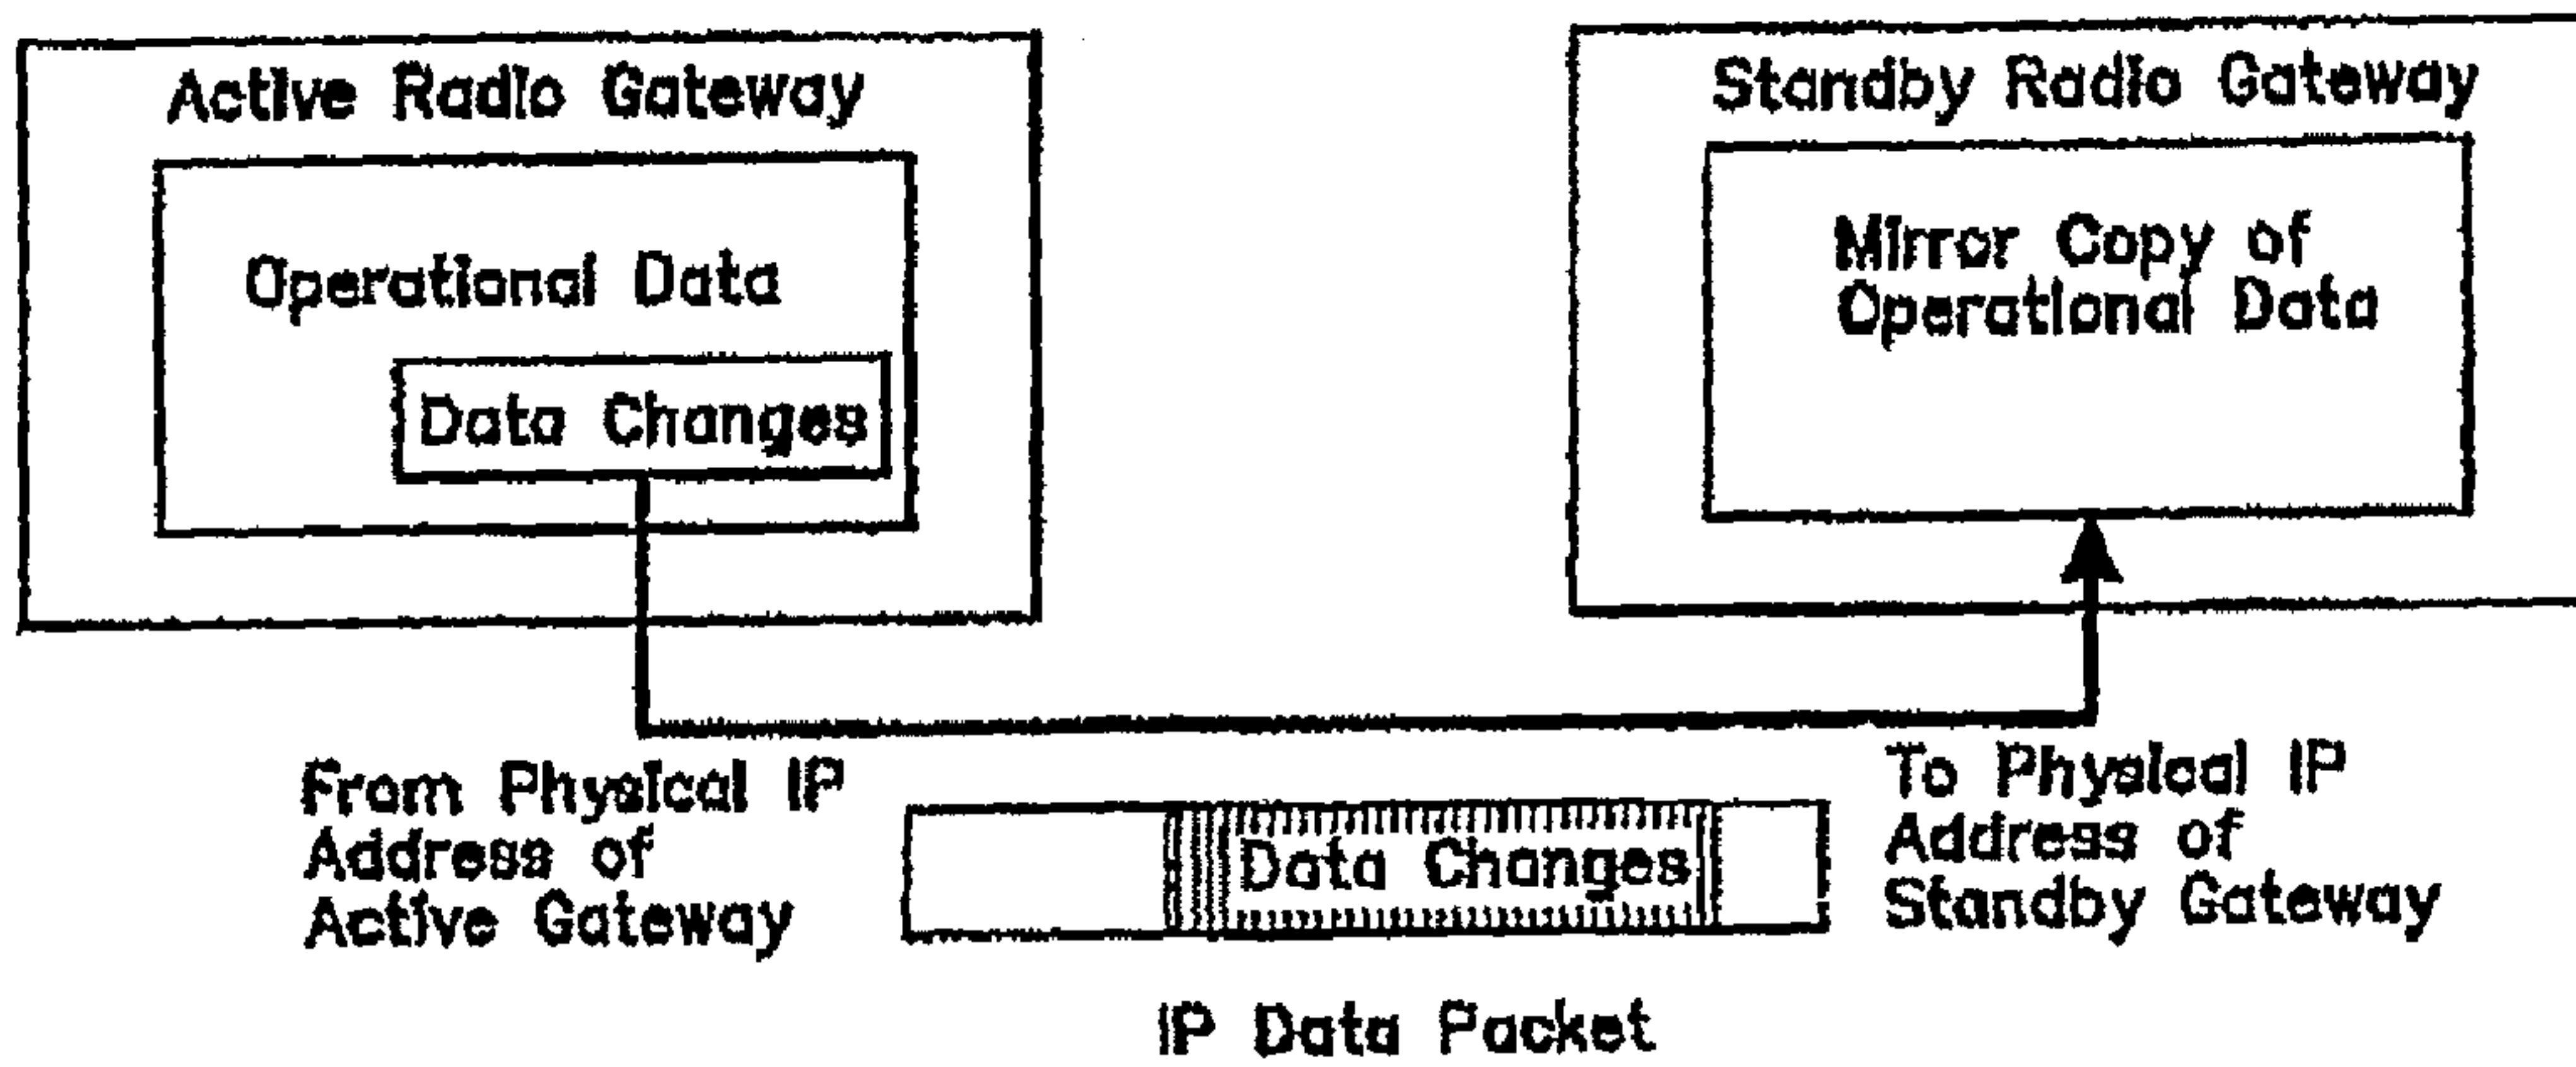 Active Radio Gateway
Operational Data
Data Changes
Standby Radio Gateway
Mirror Copy of
Operational Data
From Physical IP
Address of
Active Gateway
Data Changes
To Physical IP
Address of
Standby Gateway
IP Data Packet